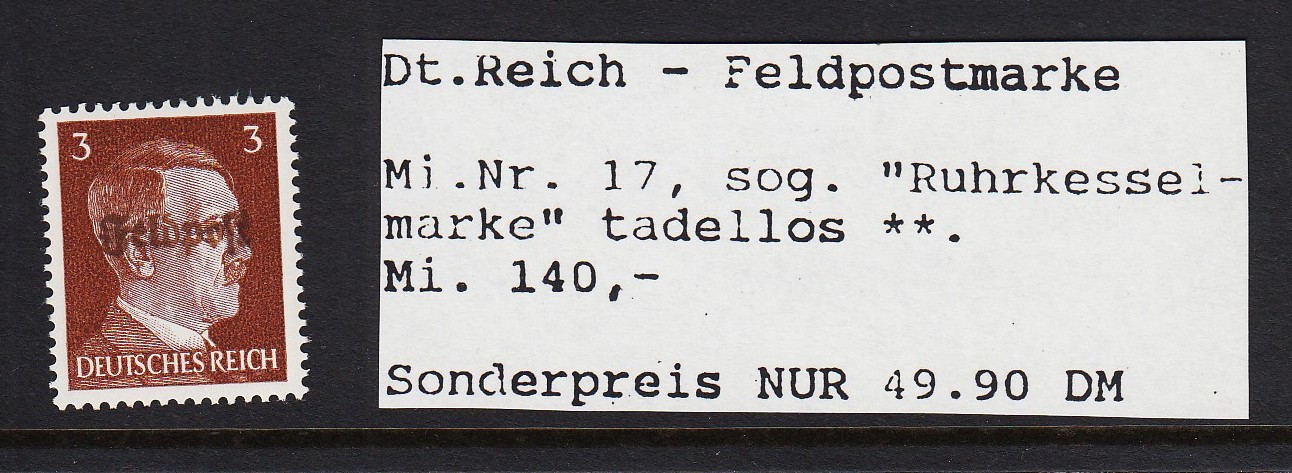 3 3
Feldpost
DEUTSCHES REICH
Dt.Reich - Feldpostmarke
Mi.Nr. 17, sog. "Ruhrkessel-
marke" tadellos **.
Mi. 140,-
Sonderpreis NUR 49.90 DM